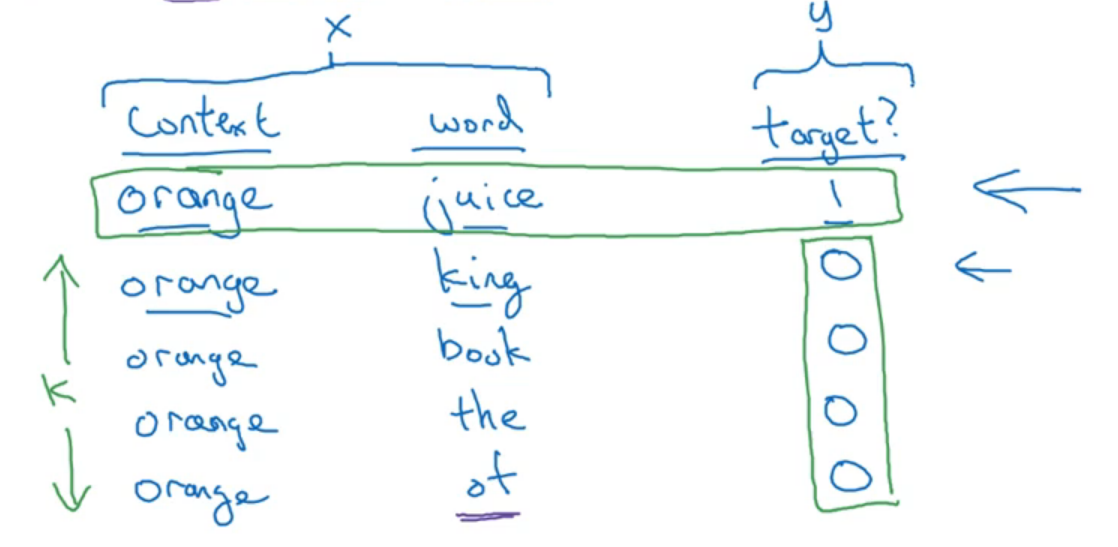 x y
Context word target?
orange juice 1
orange king 0
orange book 0
k
orange the 0
orange of 0